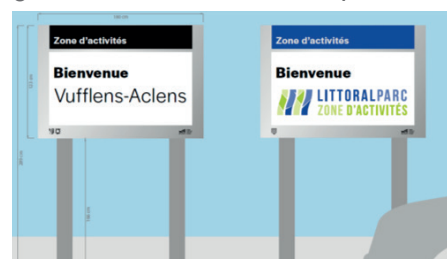 Zone d'activités
Bienvenue
Vufflens-Aclens
Zone d'activités
Bienvenue
LITTORALPARC
ZONE D'ACTIVITÉS